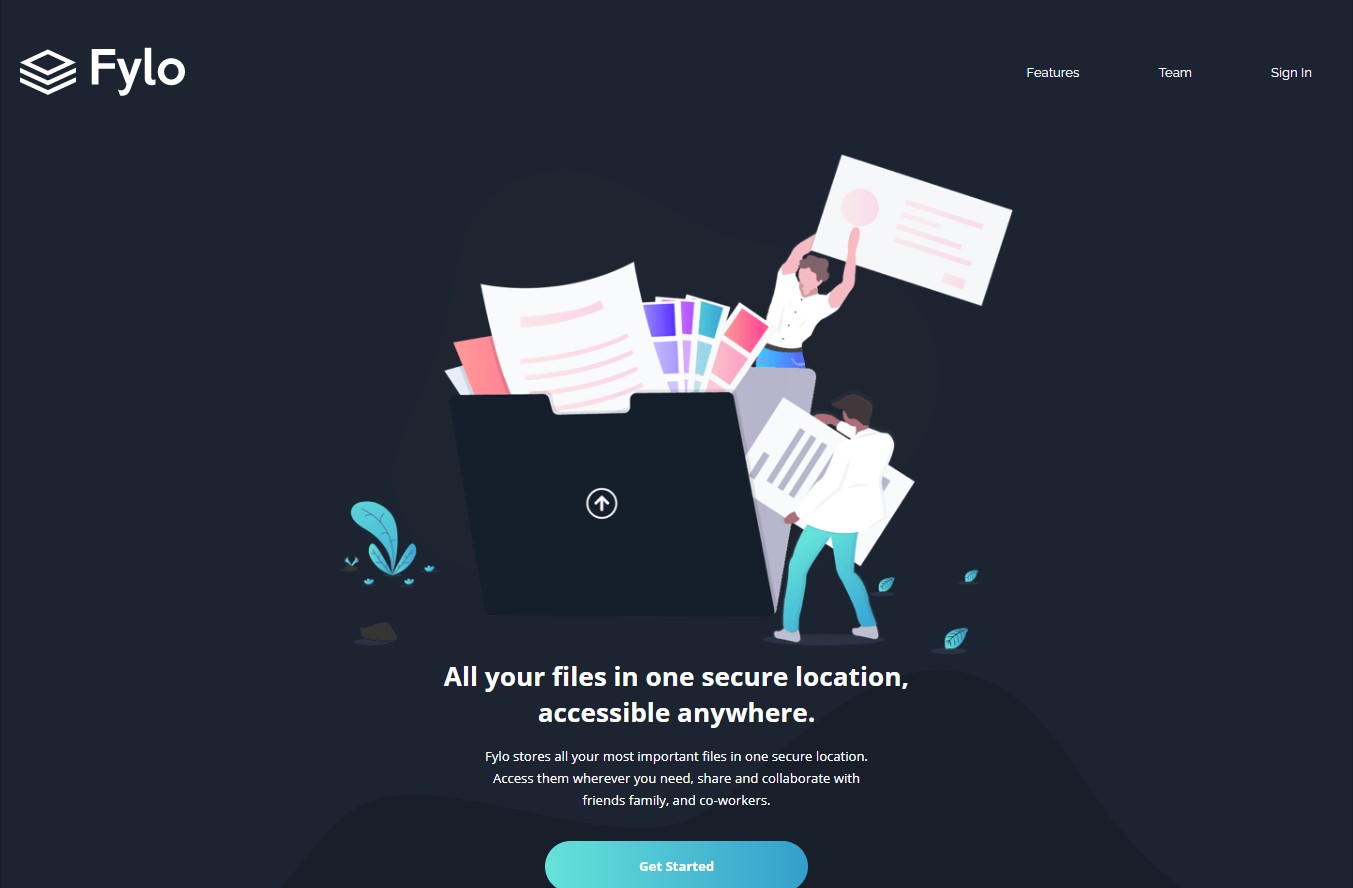 Fylo
Features
Team
Sign In
All your files in one secure location,
accessible anywhere.
Fylo stores all your most important files in one secure location.
Access them wherever you need, share and collaborate with
friends family, and co-workers.
Get Started